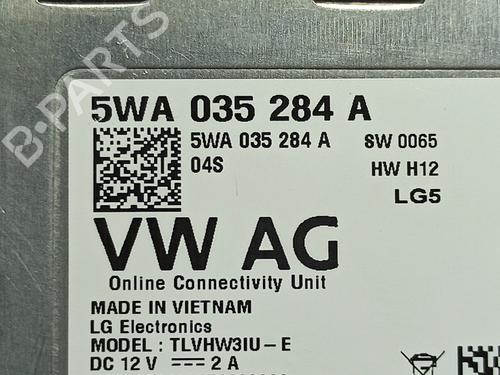 B-PARTS
5WA 035 284 A
5WA 035 284 A SW 0065
04S HW H12
LG5
VW AG
Online Connectivity Unit
MADE IN VIETNAM
LG Electronics
MODEL : TLVHW3IU-E
DC 12 V 2 A